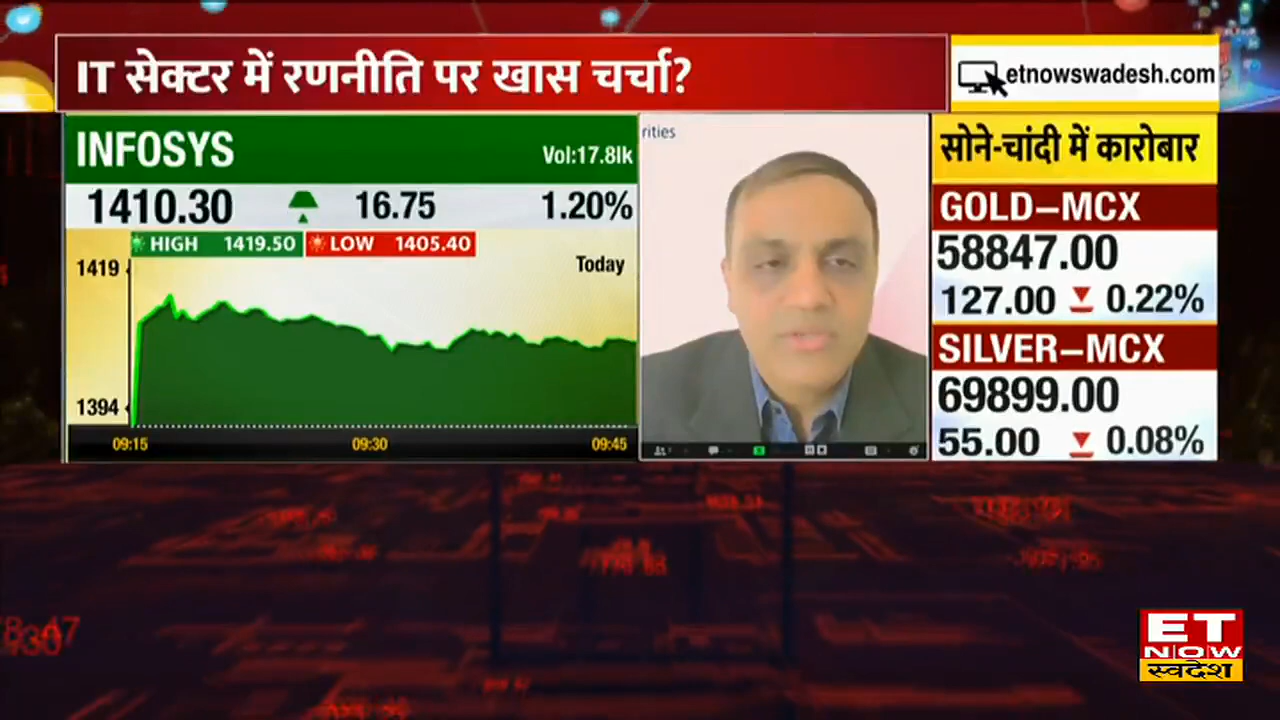 IT सेक्टर में रणनीति पर खास चर्चा?
etnowswadesh.com
INFOSYS
Vol:17.8lk
1410.30 16.75 1.20%
HIGH 1419.50 LOW 1405.40
1419
Today
1394
09:15 09:30 09:45
rities
सोने-चांदी में कारोबार
GOLD–MCX
58847.00
127.00 0.22%
SILVER–MCX
69899.00
55.00 0.08%
ET
NOW
स्वदेश